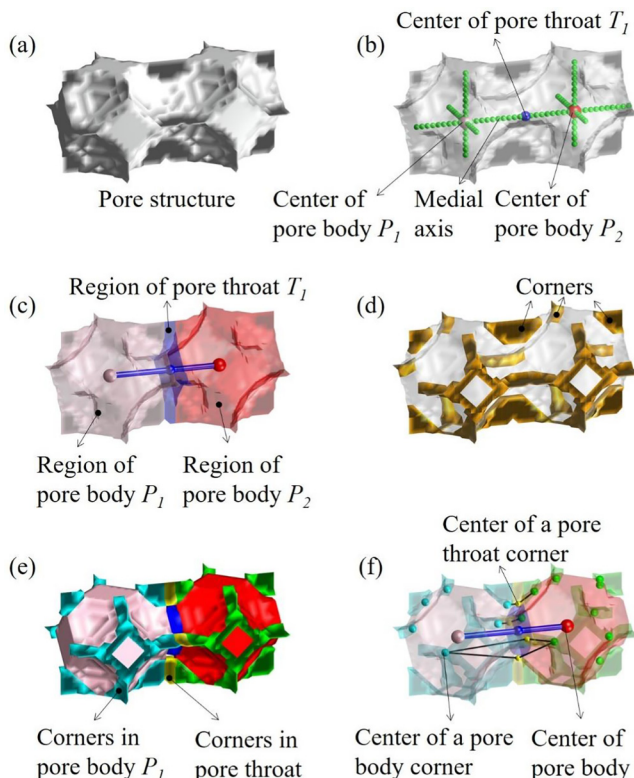 (a)
(b)
Center of pore throat T1
Pore structure
Center of pore body P1
Medial axis
Center of pore body P2
(c)
Region of pore throat T1
(d)
Corners
Region of pore body P1
Region of pore body P2
(e)
(f)
Center of a pore throat corner
Corners in pore body P1
Corners in pore throat
Center of a pore body corner
Center of pore body